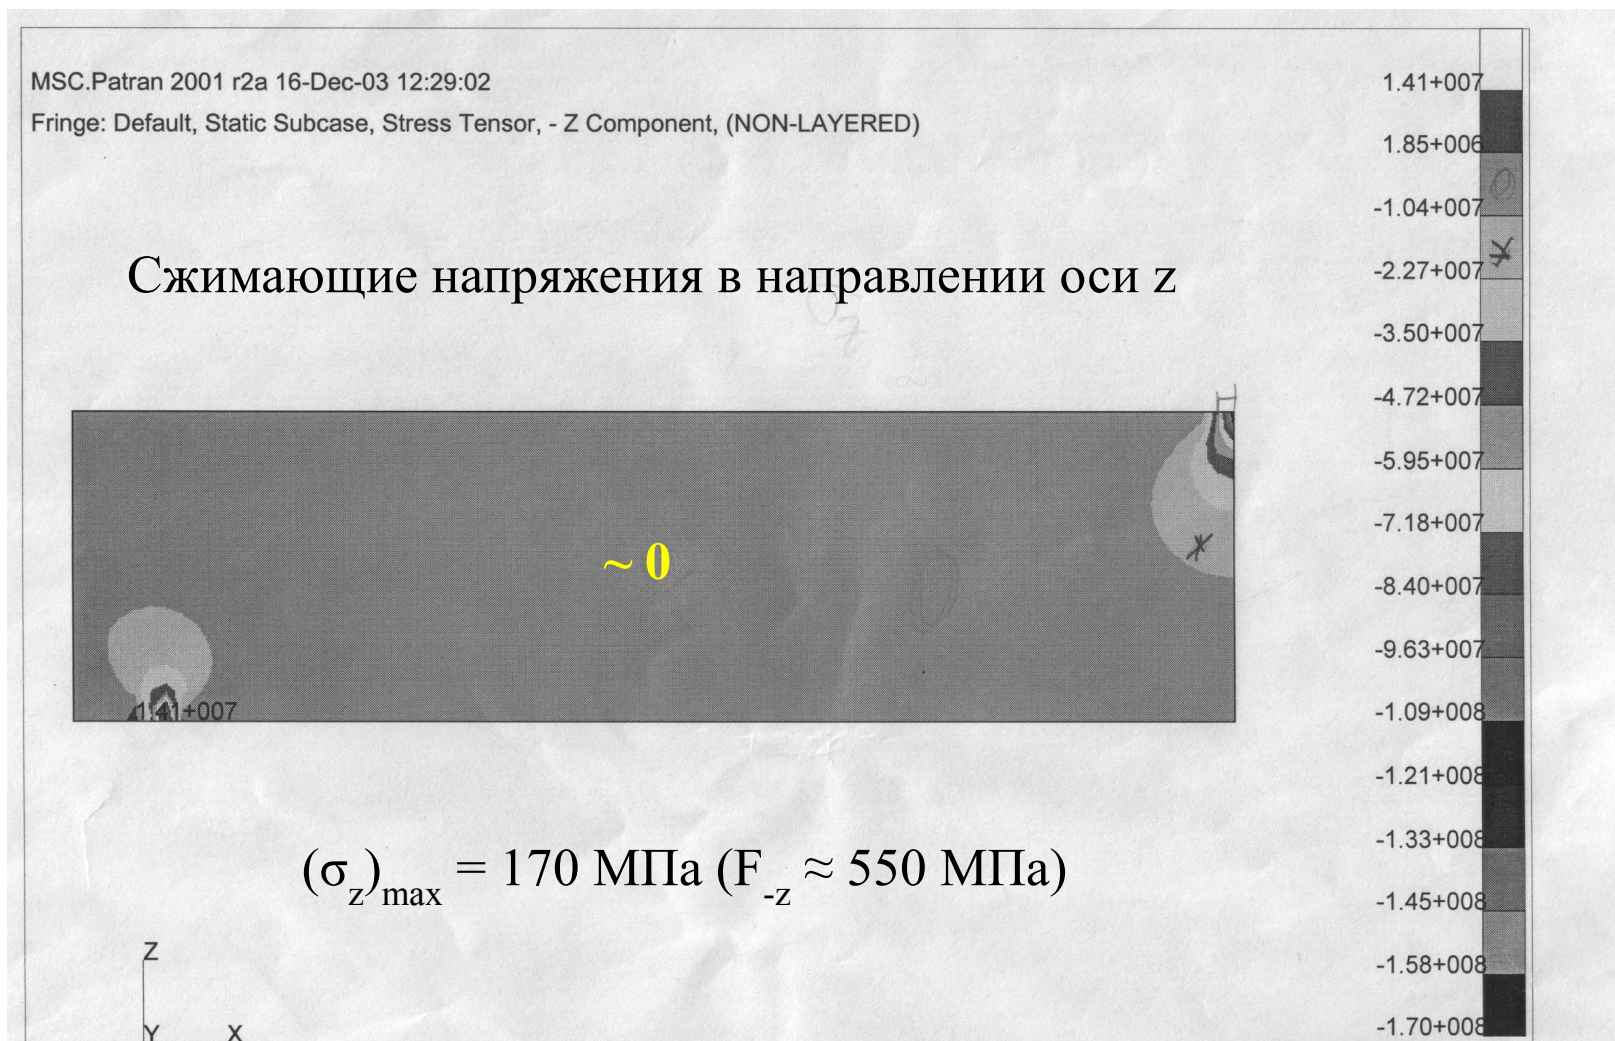 MSC.Patran 2001 r2a 16-Dec-03 12:29:02
Fringe: Default, Static Subcase, Stress Tensor, - Z Component, (NON-LAYERED)
Сжимающие напряжения в направлении оси z
σz
1.41+007
1.85+006
0
-1.04+007
-2.27+007
-3.50+007
-4.72+007
-5.95+007
-7.18+007
-8.40+007
-9.63+007
-1.09+008
-1.21+008
-1.33+008
-1.45+008
-1.58+008
-1.70+008
~ 0
0
1.41+007
(σz)max = 170 МПа (F-z ≈ 550 МПа)
Z
Y X